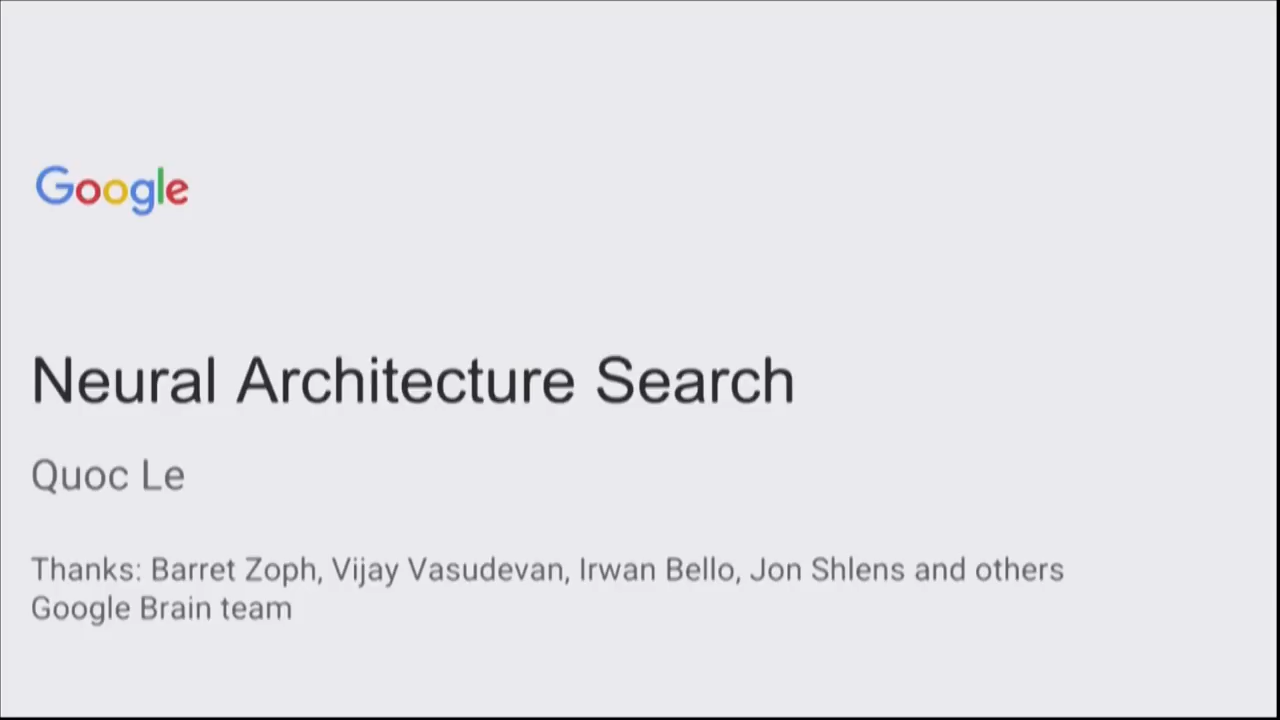 Google
Neural Architecture Search
Quoc Le
Thanks: Barret Zoph, Vijay Vasudevan, Irwan Bello, Jon Shlens and others
Google Brain team